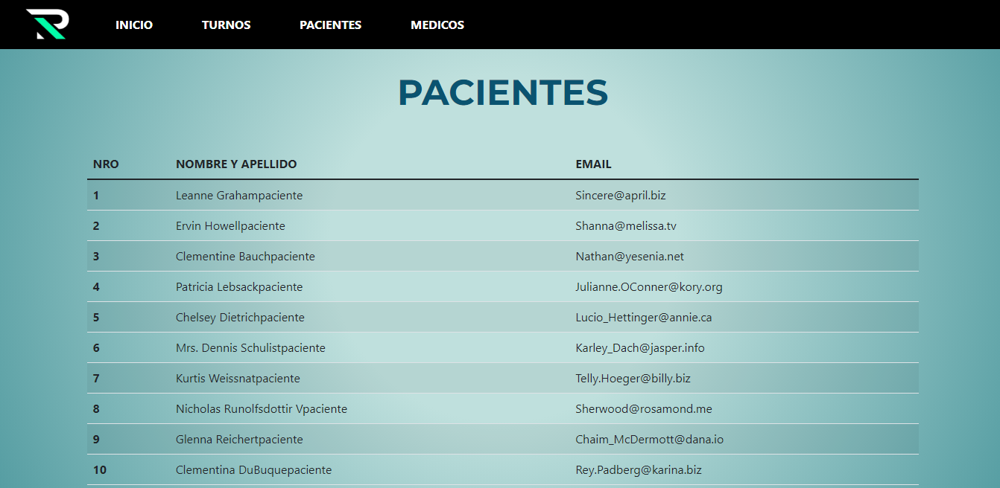 INICIO TURNOS PACIENTES MEDICOS
PACIENTES
NRO NOMBRE Y APELLIDO EMAIL
1 Leanne Grahampaciente Sincere@april.biz
2 Ervin Howellpaciente Shanna@melissa.tv
3 Clementine Bauchpaciente Nathan@yesenia.net
4 Patricia Lebsackpaciente Julianne.OConner@kory.org
5 Chelsey Dietrichpaciente Lucio_Hettinger@annie.ca
6 Mrs. Dennis Schulistpaciente Karley_Dach@jasper.info
7 Kurtis Weissnatpaciente Telly.Hoeger@billy.biz
8 Nicholas Runolfsdottir Vpaciente Sherwood@rosamond.me
9 Glenna Reichertpaciente Chaim_McDermott@dana.io
10 Clementina DuBuquepaciente Rey.Padberg@karina.biz